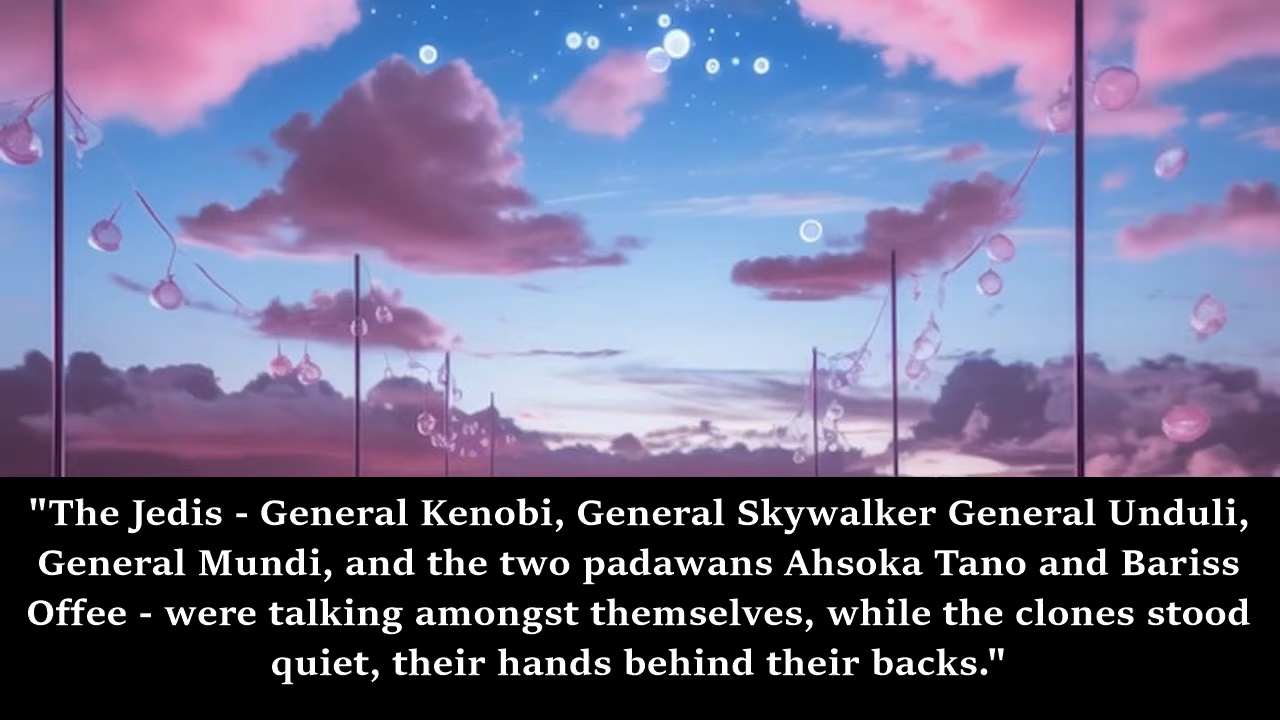 "The Jedis - General Kenobi, General Skywalker General Unduli,
General Mundi, and the two padawans Ahsoka Tano and Bariss
Offee - were talking amongst themselves, while the clones stood
quiet, their hands behind their backs."